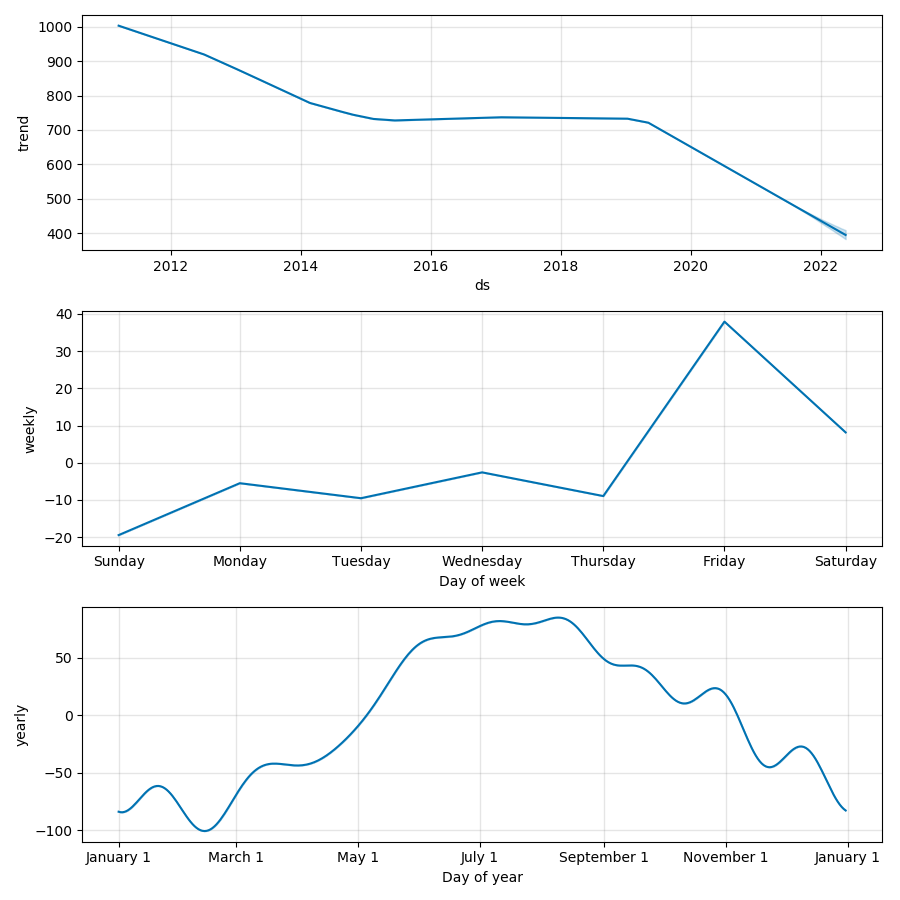 1000
900
800
700
600
500
400
trend
2012 2014 2016 2018 2020 2022
ds
40
30
20
10
0
−10
−20
weekly
Sunday Monday Tuesday Wednesday Thursday Friday Saturday
Day of week
50
0
−50
−100
yearly
January 1 March 1 May 1 July 1 September 1 November 1 January 1
Day of year